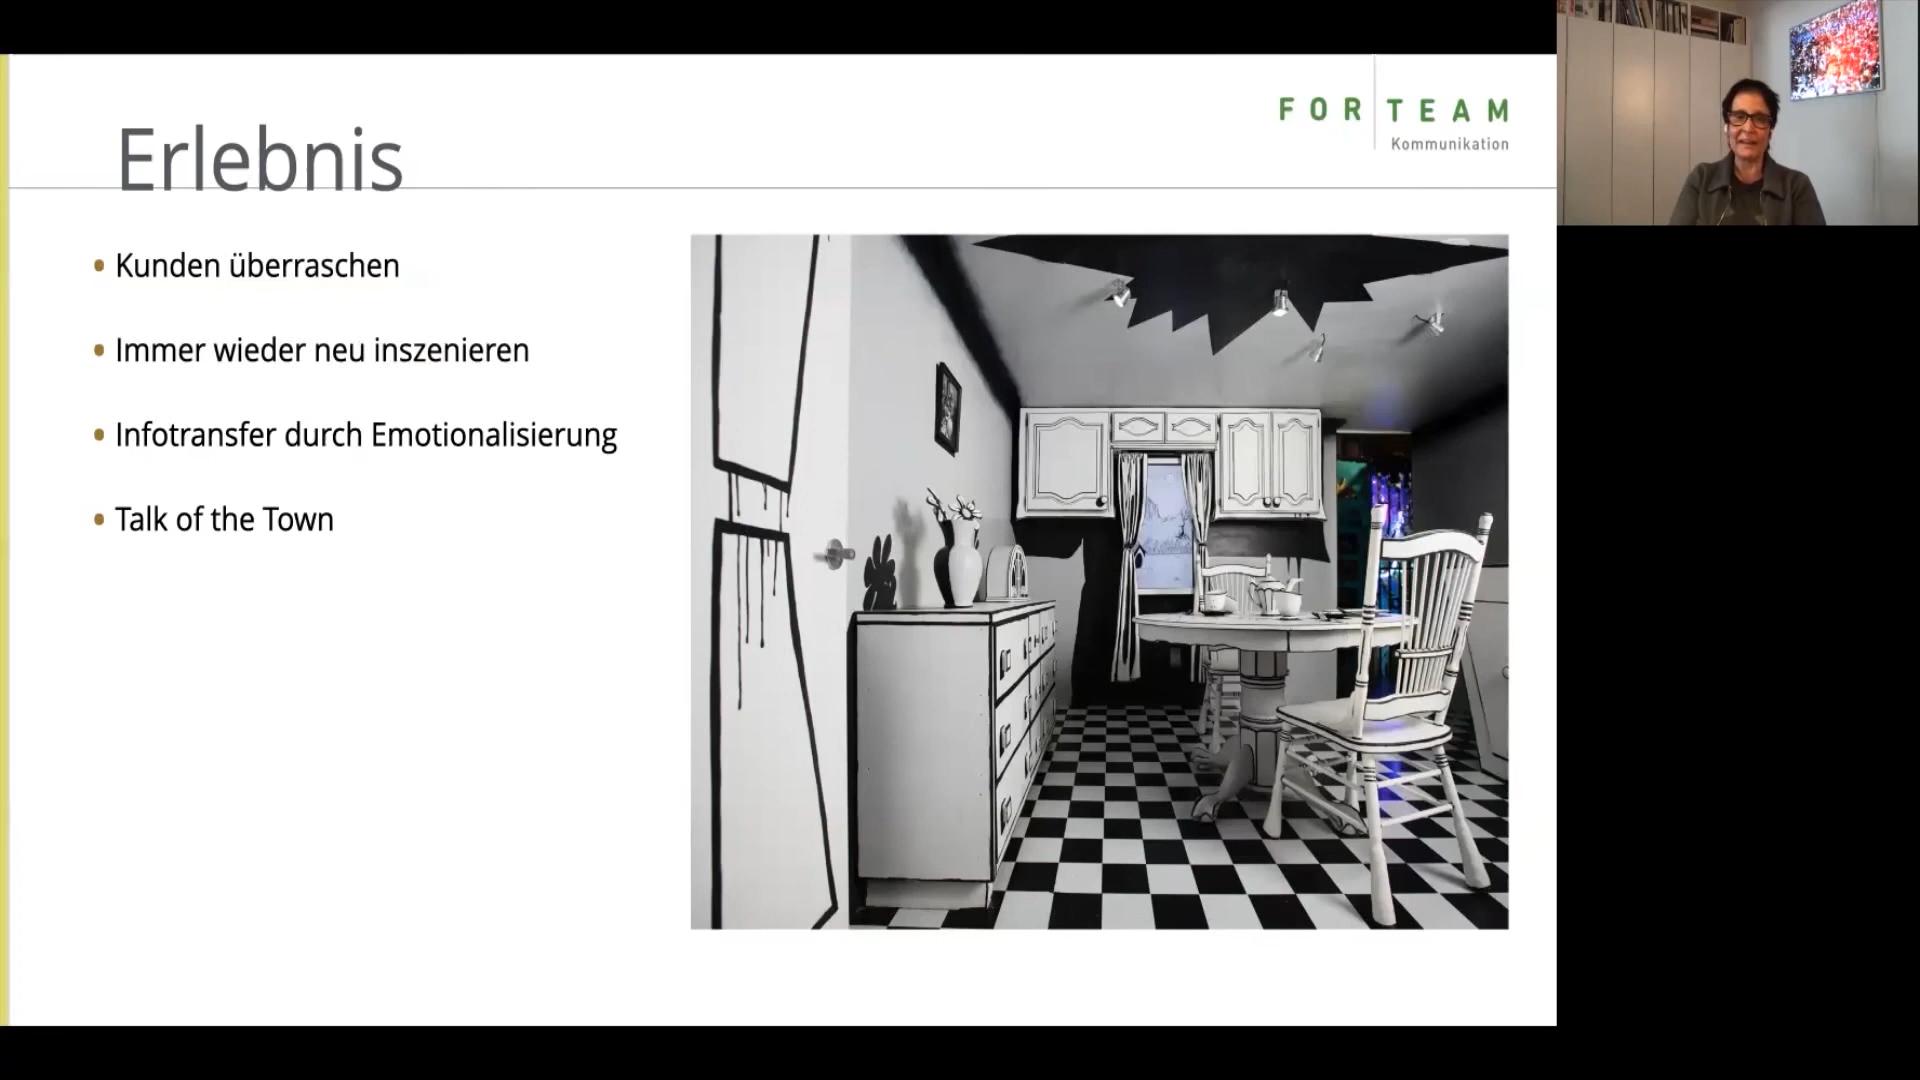 FOR TEAM
Kommunikation
Erlebnis
• Kunden überraschen
• Immer wieder neu inszenieren
• Infotransfer durch Emotionalisierung
• Talk of the Town